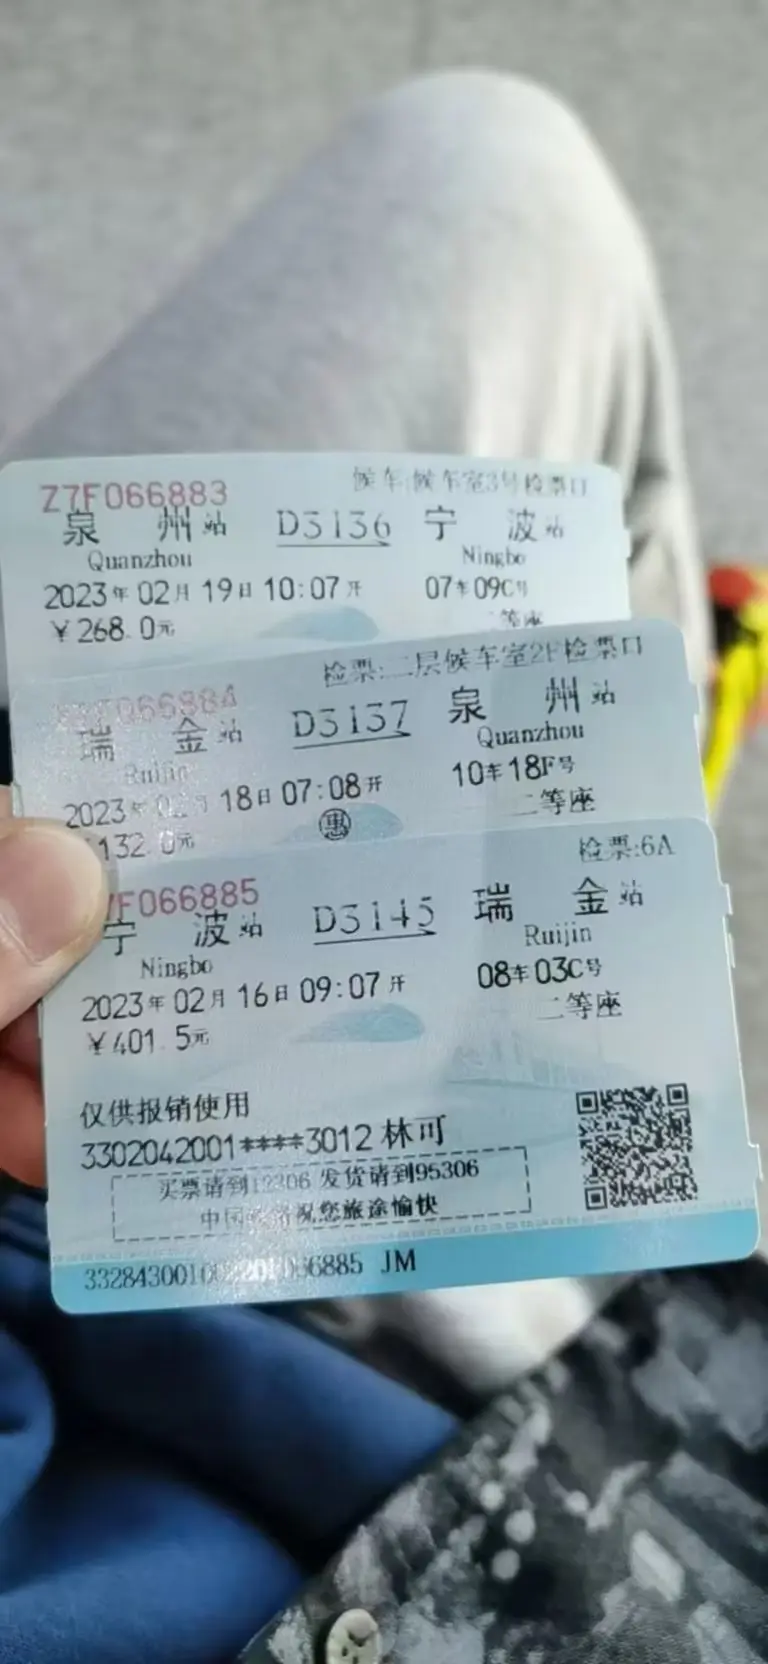 Z7F066883 候车:候车室3号检票口
泉州站 D3136 宁波站
Quanzhou Ningbo
2023年02月19日10:07开 07车09C号
￥268.0元 二等座
066884 检票:二层候车室2F检票口
瑞金站 D3137 泉州站
Ruijin Quanzhou
2023年02月18日07:08开 10车18F号
132.0元 惠 二等座
7F066885 检票:6A
宁波站 D3145 瑞金站
Ningbo Ruijin
2023年02月16日09:07开 08车03C号
￥401.5元 二等座
仅供报销使用
3302042001****3012 林可
买票请到12306 发货请到95306
中国铁路祝您旅途愉快
6885 JM